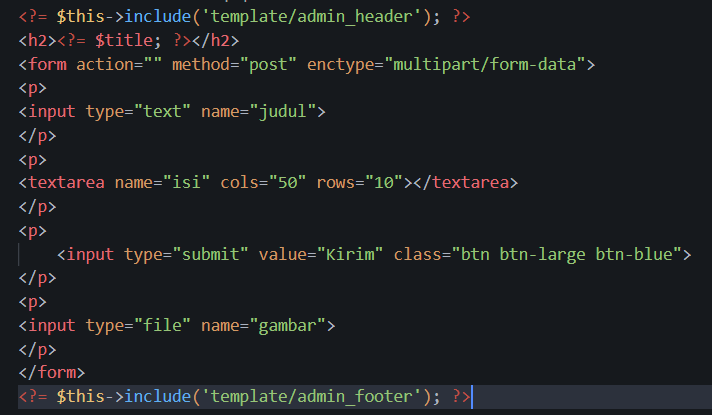 <?= $this->include('template/admin_header'); ?>
<h2><?= $title; ?></h2>
<form action="" method="post" enctype="multipart/form-data">
<p>
<input type="text" name="judul">
</p>
<p>
<textarea name="isi" cols="50" rows="10"></textarea>
</p>
<p>
    <input type="submit" value="Kirim" class="btn btn-large btn-blue">
</p>
<p>
<input type="file" name="gambar">
</p>
</form>
<?= $this->include('template/admin_footer'); ?>